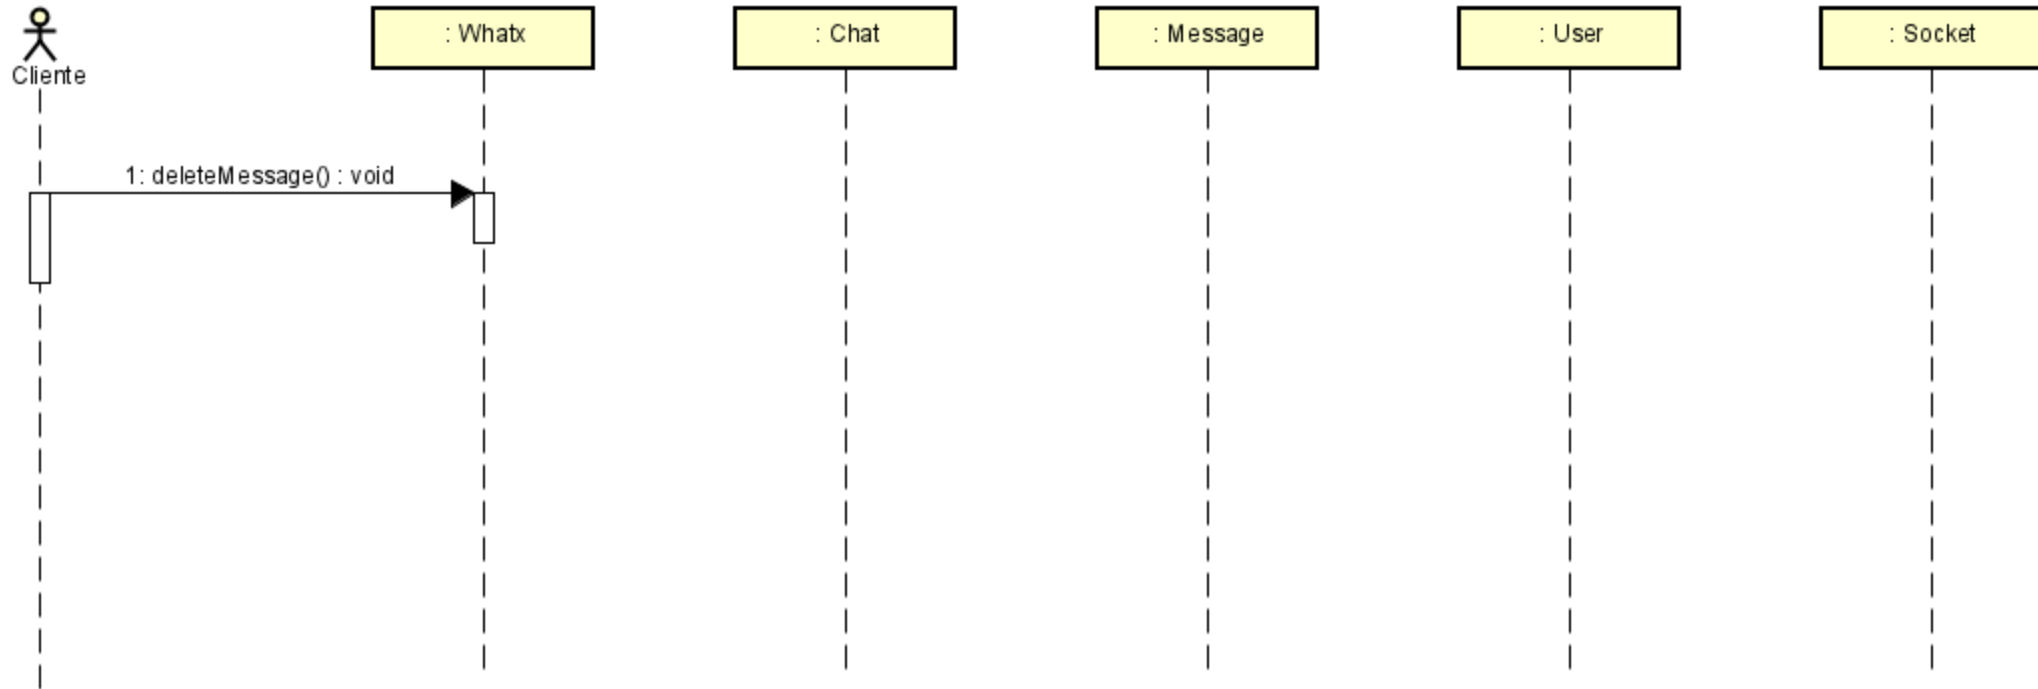 : Whatx
: Chat
: Message
: User
: Socket
Cliente
1: deleteMessage() : void